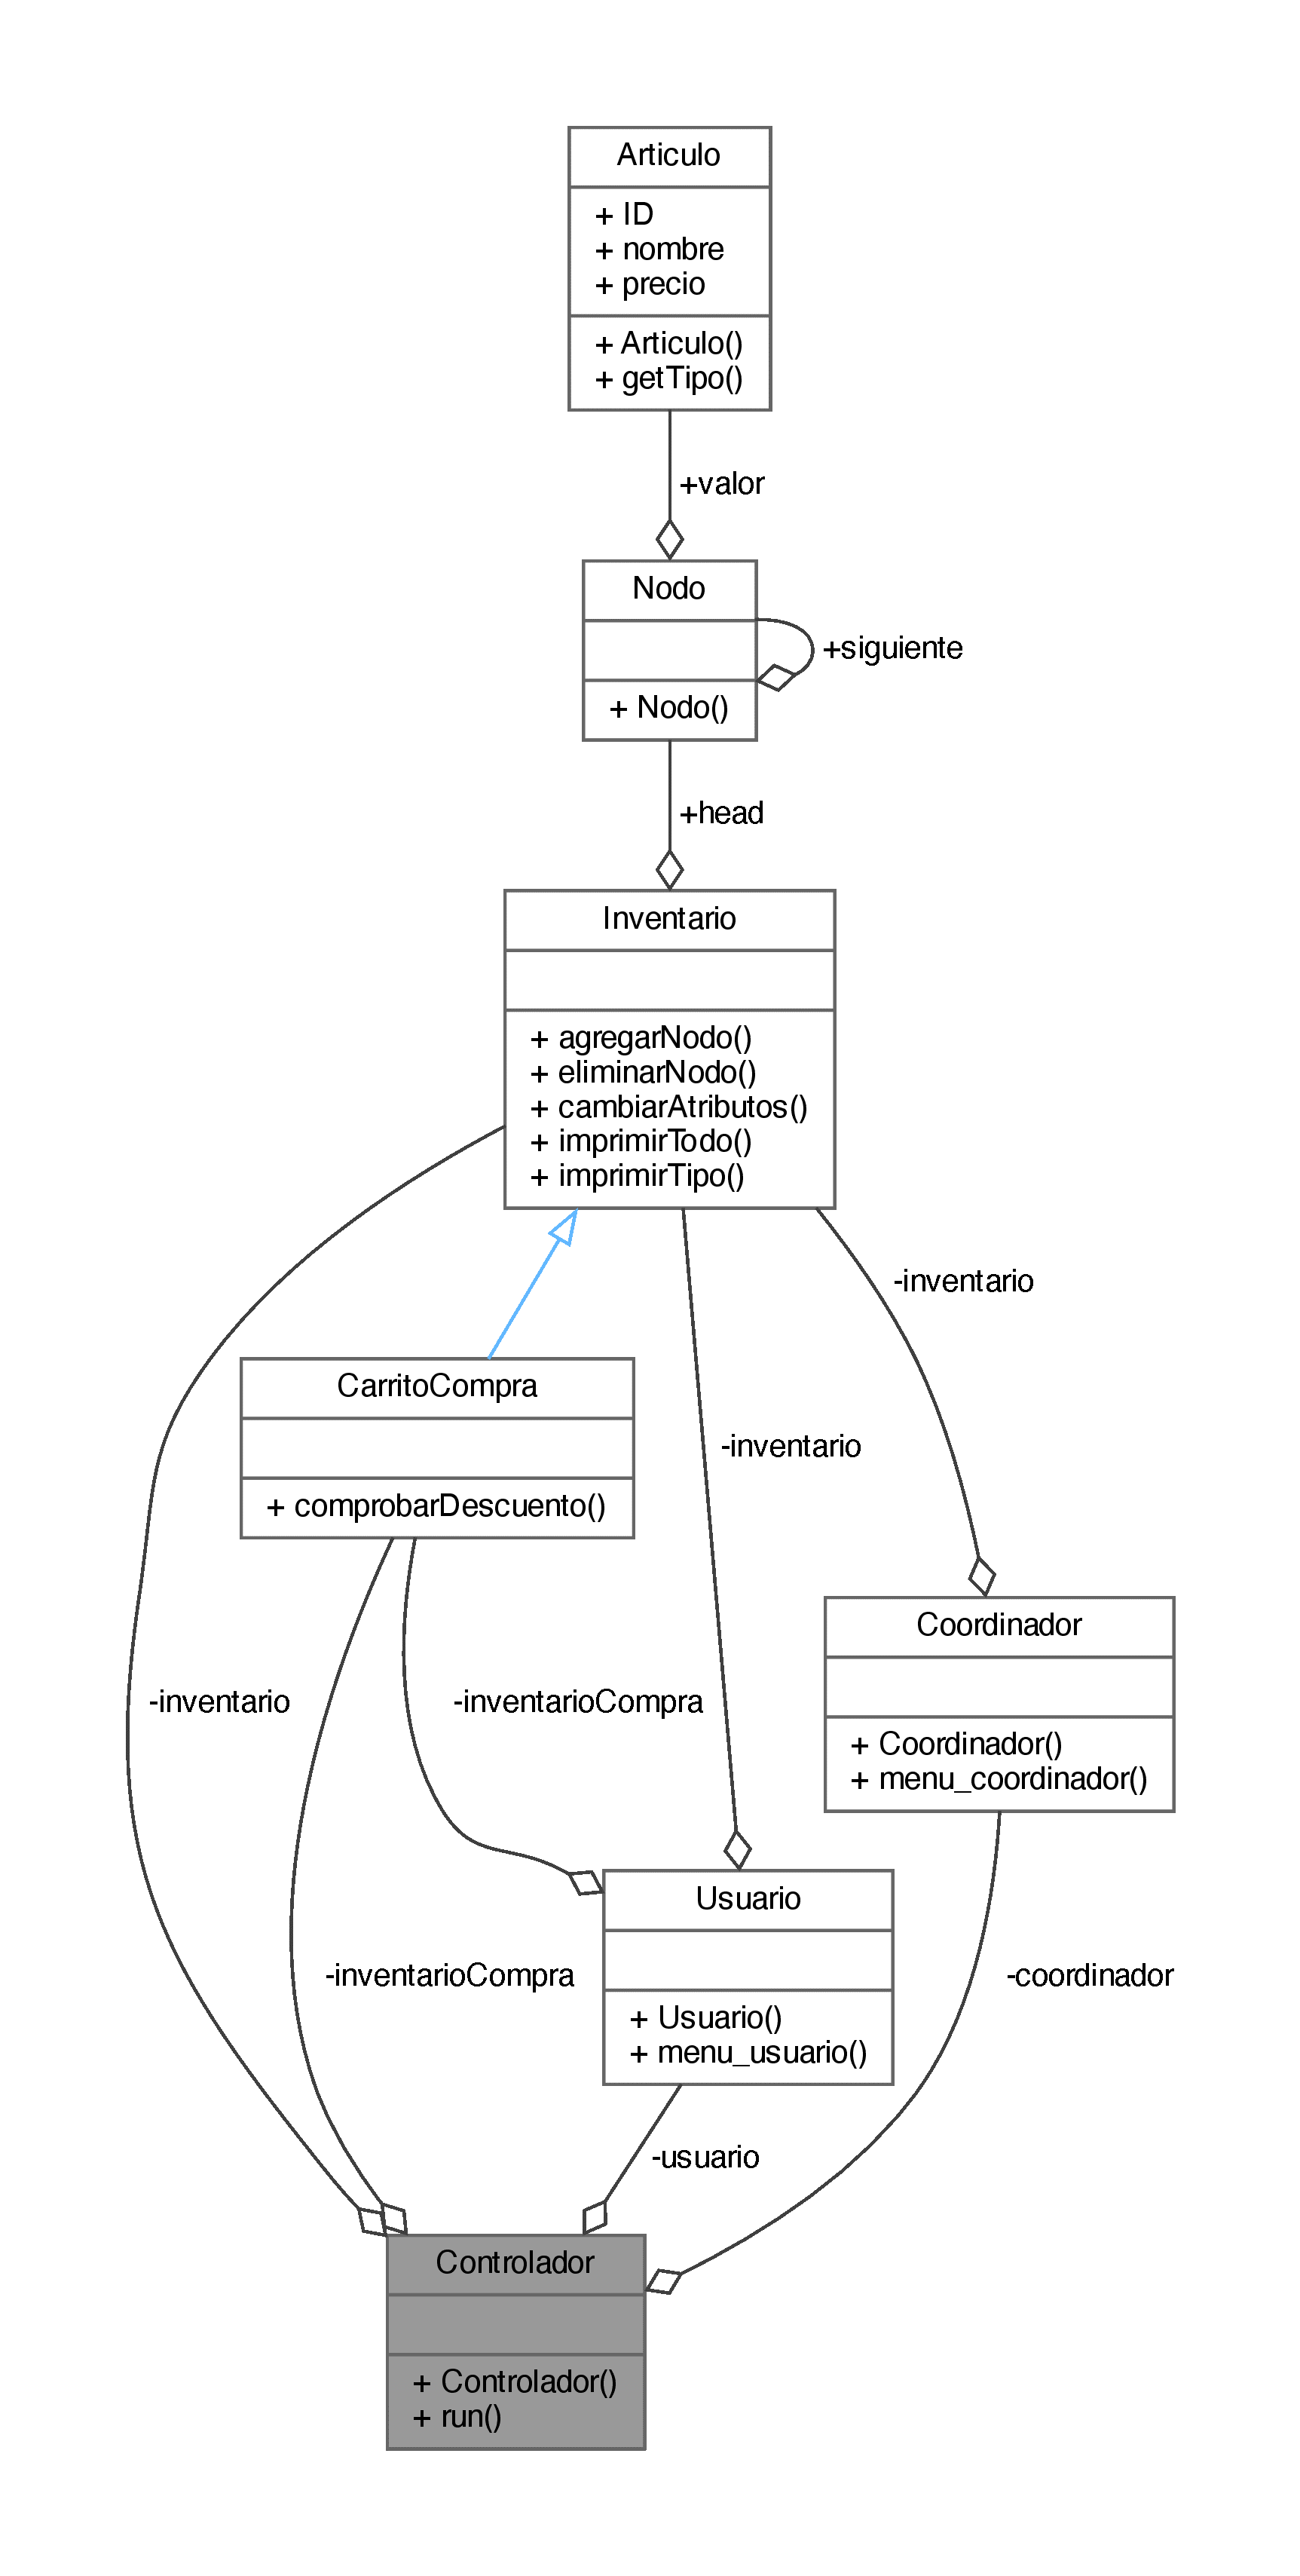 Articulo
+ ID
+ nombre
+ precio
+ Articulo()
+ getTipo()
+valor
Nodo
+siguiente
+ Nodo()
+head
Inventario
+ agregarNodo()
+ eliminarNodo()
+ cambiarAtributos()
+ imprimirTodo()
+ imprimirTipo()
-inventario
CarritoCompra
-inventario
+ comprobarDescuento()
Coordinador
-inventario
-inventarioCompra
+ Coordinador()
+ menu_coordinador()
Usuario
-inventarioCompra
-coordinador
+ Usuario()
+ menu_usuario()
-usuario
Controlador
+ Controlador()
+ run()